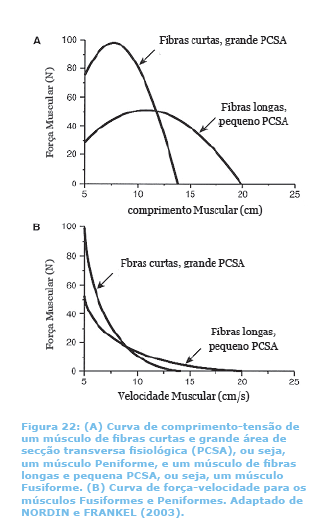 A
Força Muscular (N)
100
80
60
40
20
0
Fibras curtas, grande PCSA
Fibras longas,
pequeno PCSA
5 10 15 20 25
comprimento Muscular (cm)
B
Força Muscular (N)
100
80
60
40
20
0
Fbras curtas, grande PCSA
Fibras longas,
pequeno PCSA
5 10 15 20 25
Velocidade Muscular (cm/s)
Figura 22: (A) Curva de comprimento-tensão de
um músculo de fibras curtas e grande área de
secção transversa fisiológica (PCSA), ou seja,
um músculo Peniforme, e um músculo de fibras
longas e pequena PCSA, ou seja, um músculo
Fusiforme. (B) Curva de força-velocidade para os
músculos Fusiformes e Peniformes. Adaptado de
NORDIN e FRANKEL (2003).